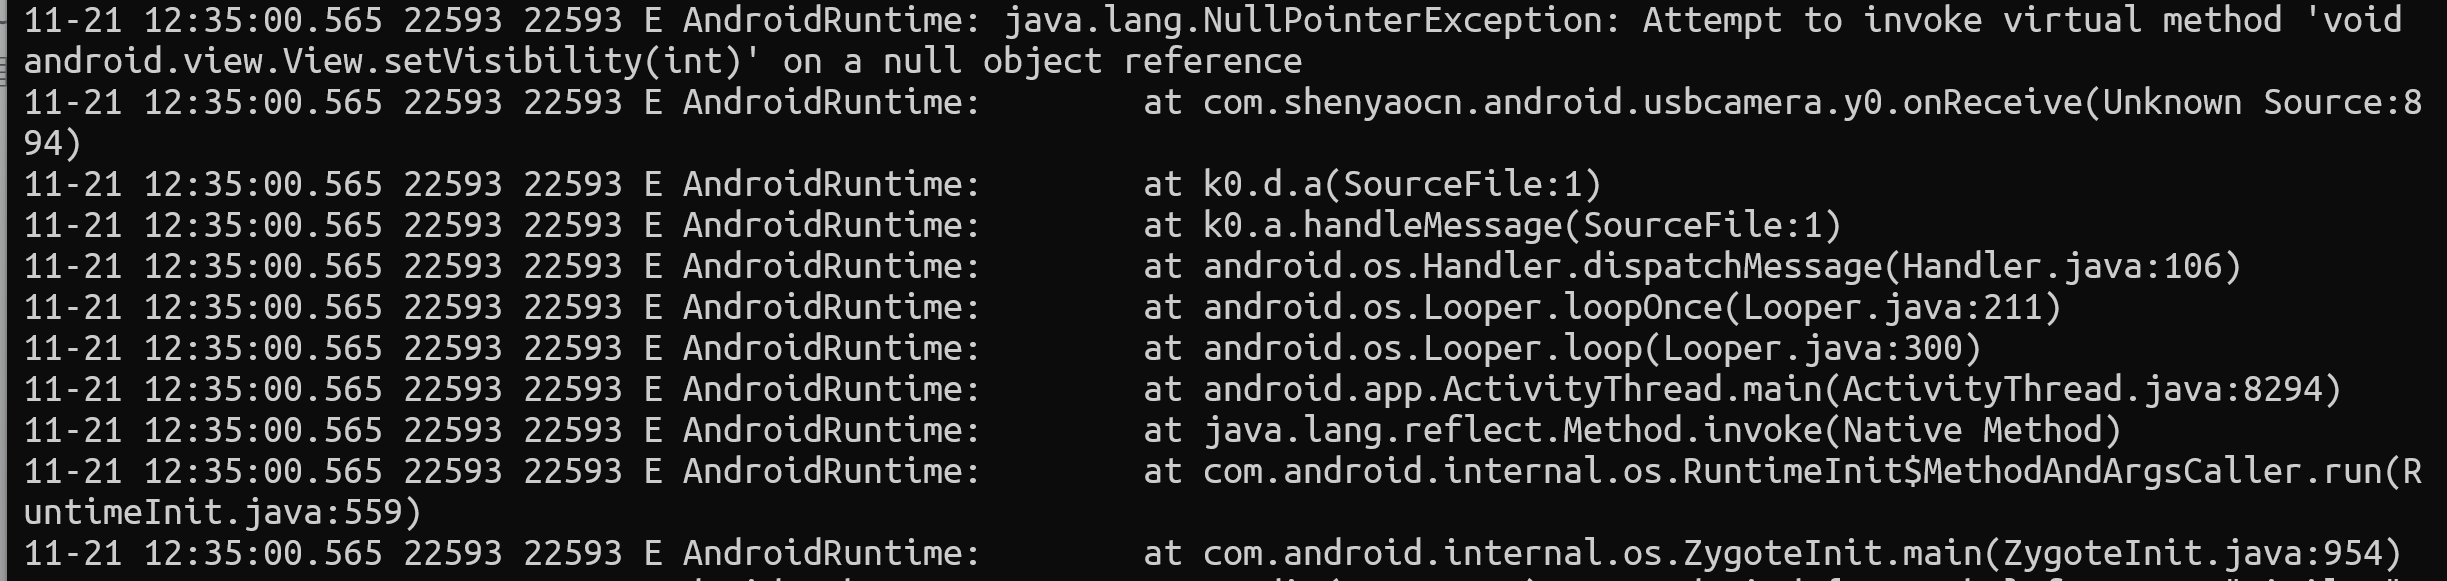 11-21 12:35:00.565 22593 22593 E AndroidRuntime: java.lang.NullPointerException: Attempt to invoke virtual method 'void
android.view.View.setVisibility(int)' on a null object reference
11-21 12:35:00.565 22593 22593 E AndroidRuntime:        at com.shenyaocn.android.usbcamera.y0.onReceive(Unknown Source:8
94)
11-21 12:35:00.565 22593 22593 E AndroidRuntime:        at k0.d.a(SourceFile:1)
11-21 12:35:00.565 22593 22593 E AndroidRuntime:        at k0.a.handleMessage(SourceFile:1)
11-21 12:35:00.565 22593 22593 E AndroidRuntime:        at android.os.Handler.dispatchMessage(Handler.java:106)
11-21 12:35:00.565 22593 22593 E AndroidRuntime:        at android.os.Looper.loopOnce(Looper.java:211)
11-21 12:35:00.565 22593 22593 E AndroidRuntime:        at android.os.Looper.loop(Looper.java:300)
11-21 12:35:00.565 22593 22593 E AndroidRuntime:        at android.app.ActivityThread.main(ActivityThread.java:8294)
11-21 12:35:00.565 22593 22593 E AndroidRuntime:        at java.lang.reflect.Method.invoke(Native Method)
11-21 12:35:00.565 22593 22593 E AndroidRuntime:        at com.android.internal.os.RuntimeInit$MethodAndArgsCaller.run(R
untimeInit.java:559)
11-21 12:35:00.565 22593 22593 E AndroidRuntime:        at com.android.internal.os.ZygoteInit.main(ZygoteInit.java:954)